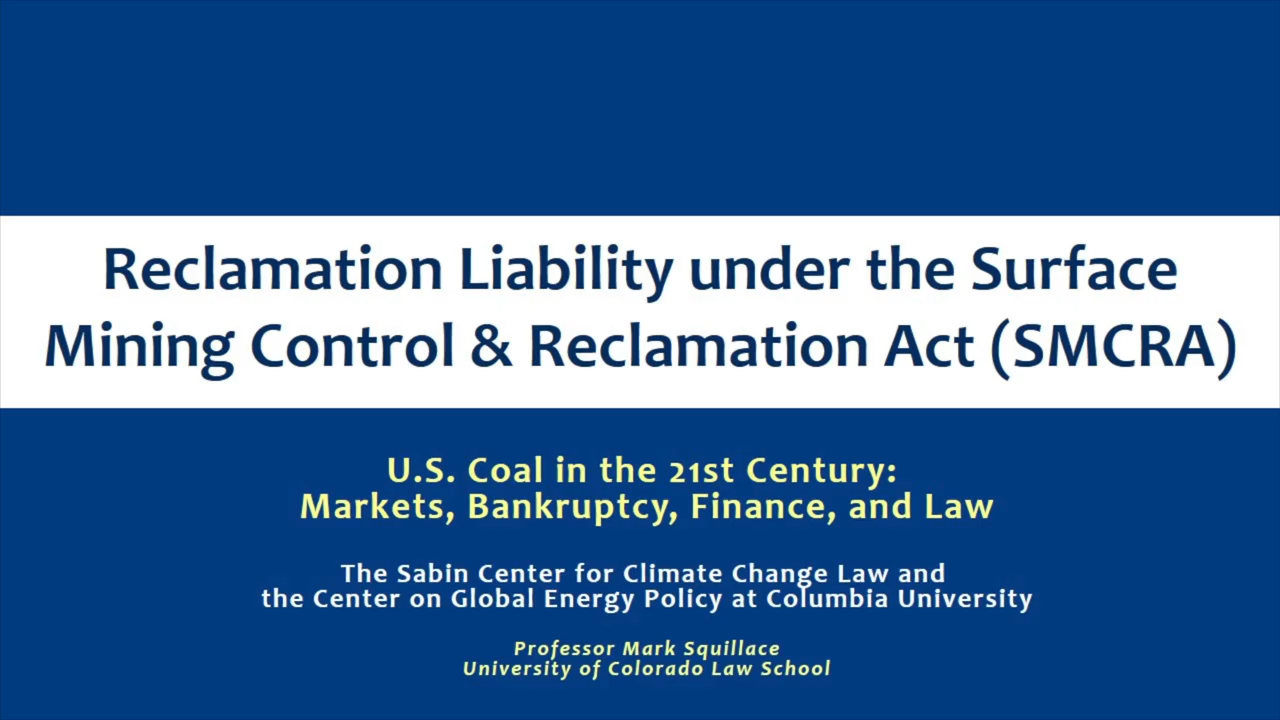 Reclamation Liability under the Surface
Mining Control & Reclamation Act (SMCRA)
U.S. Coal in the 21st Century:
Markets, Bankruptcy, Finance, and Law
The Sabin Center for Climate Change Law and
the Center on Global Energy Policy at Columbia University
Professor Mark Squillace
University of Colorado Law School